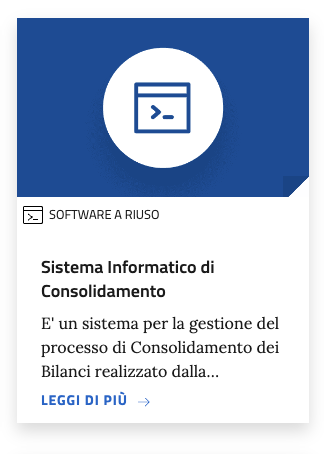 SOFTWARE A RIUSO
Sistema Informatico di
Consolidamento
E' un sistema per la gestione del
processo di Consolidamento dei
Bilanci realizzato dalla...
LEGGI DI PIÙ →